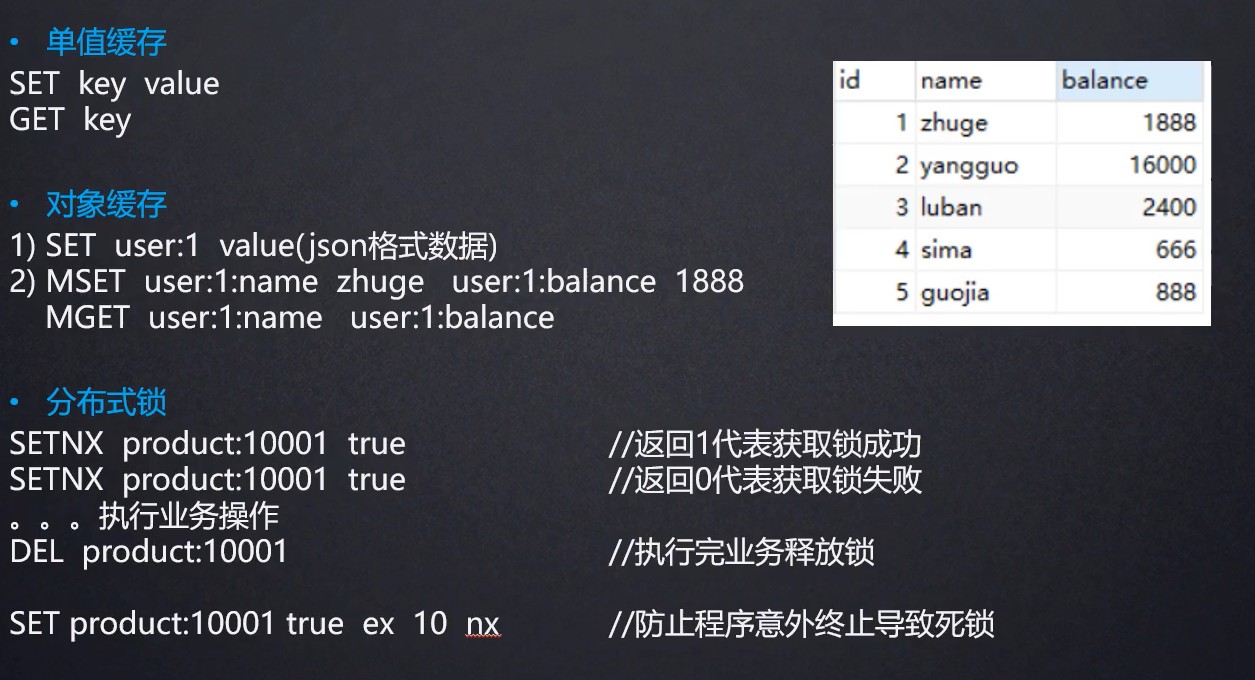 • 单值缓存
SET key value
GET key
• 对象缓存
1) SET user:1 value(json格式数据)
2) MSET user:1:name zhuge user:1:balance 1888
MGET user:1:name user:1:balance
• 分布式锁
SETNX product:10001 true //返回1代表获取锁成功
SETNX product:10001 true //返回0代表获取锁失败
。。。执行业务操作
DEL product:10001 //执行完业务释放锁
SET product:10001 true ex 10 nx //防止程序意外终止导致死锁
id name balance
1 zhuge 1888
2 yangguo 16000
3 luban 2400
4 sima 666
5 guojia 888